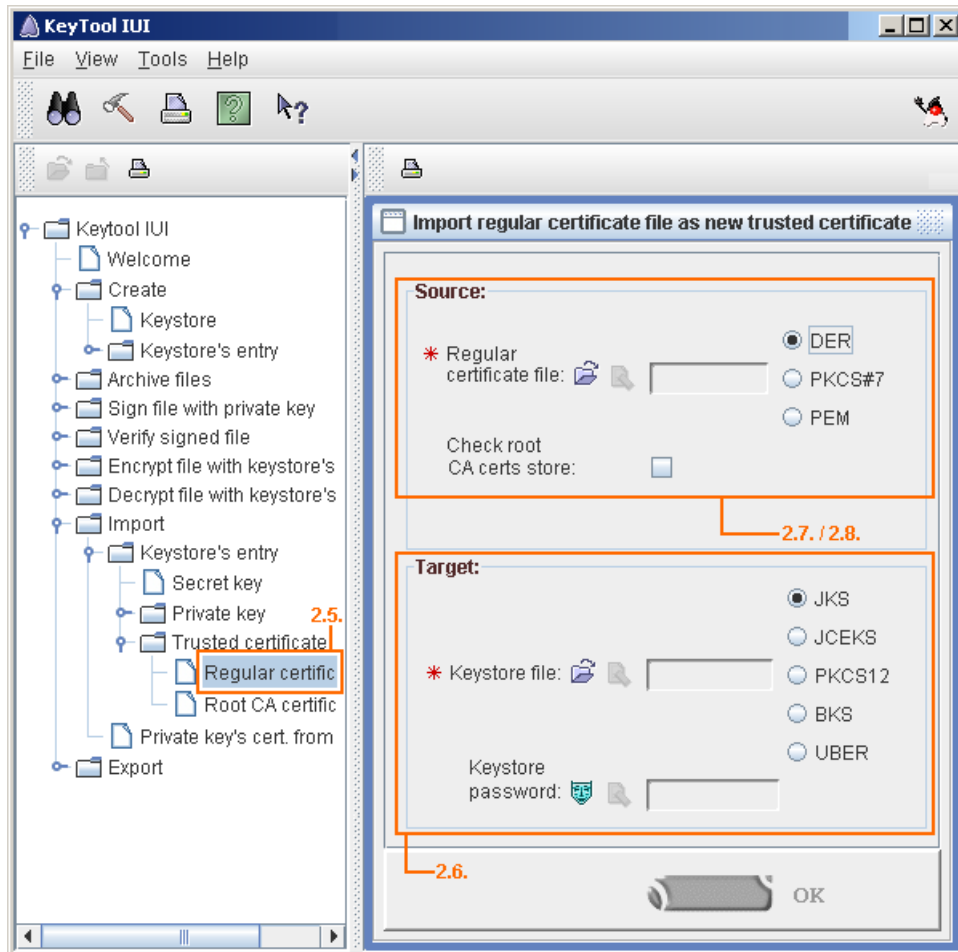 KeyTool IUI
File View Tools Help
Keytool IUI
Welcome
Create
Keystore
Keystore's entry
Archive files
Sign file with private key
Verify signed file
Encrypt file with keystore's
Decrypt file with keystore's
Import
Keystore's entry
Secret key
Private key
2.5.
Trusted certificate
Regular certific
Root CA certific
Private key's cert. from
Export
Import regular certificate file as new trusted certificate
Source:
* Regular
certificate file:
DER
PKCS#7
PEM
Check root
CA certs store:
2.7. / 2.8.
Target:
JKS
JCEKS
* Keystore file:
PKCS12
BKS
UBER
Keystore
password:
2.6.
OK